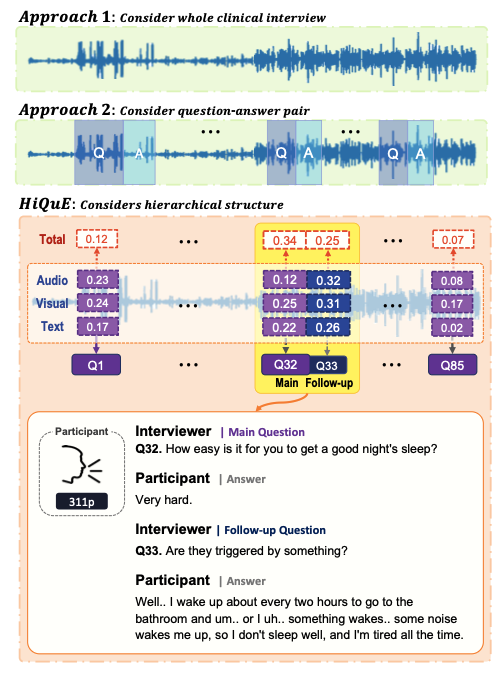 Approach 1: Consider whole clinical interview
Approach 2: Consider question-answer pair
... ...
Q A Q A Q A
HiQuE: Considers hierarchical structure
Total 0.12 ... 0.34 0.25 ... 0.07
Audio 0.23 0.12 0.32 0.08
Visual 0.24 ... 0.25 0.31 ... 0.17
Text 0.17 0.22 0.26 0.02
Q1 ... Q32 Q33 ... Q85
Main Follow-up
Participant
311p
Interviewer | Main Question
Q32. How easy is it for you to get a good night's sleep?
Participant | Answer
Very hard.
Interviewer | Follow-up Question
Q33. Are they triggered by something?
Participant | Answer
Well.. I wake up about every two hours to go to the
bathroom and um.. or I uh.. something wakes.. some noise
wakes me up, so I don't sleep well, and I'm tired all the time.